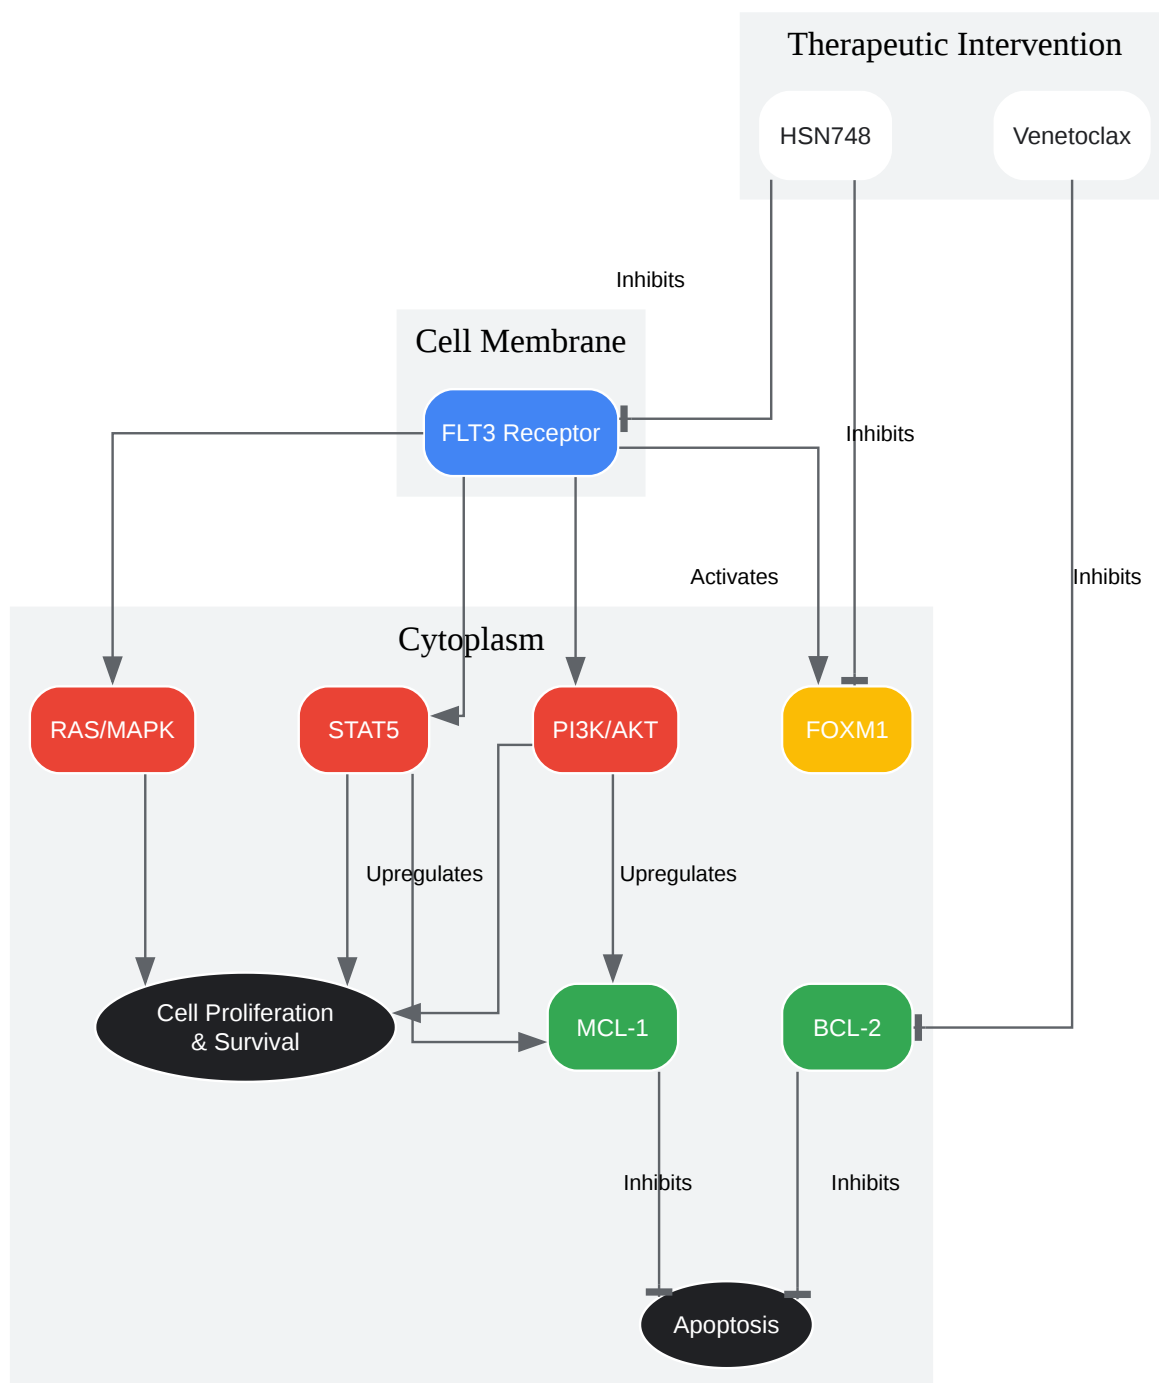 Therapeutic Intervention
HSN748
Venetoclax
Inhibits
Cell Membrane
FLT3 Receptor
Inhibits
Activates
Inhibits
Cytoplasm
RAS/MAPK
STAT5
PI3K/AKT
FOXM1
Upregulates
Upregulates
Cell Proliferation
& Survival
MCL-1
BCL-2
Inhibits
Inhibits
Apoptosis